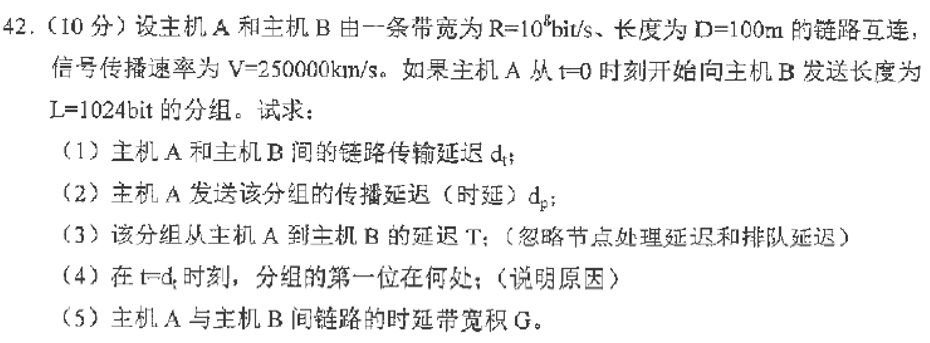 42.（10 分）设主机 A 和主机 B 由一条带宽为 R=10⁸bit/s、长度为 D=100m 的链路互连，
信号传播速率为 V=250000km/s。如果主机 A 从 t=0 时刻开始向主机 B 发送长度为
L=1024bit 的分组。试求：
（1）主机 A 和主机 B 间的链路传输延迟 dₜ；
（2）主机 A 发送该分组的传播延迟（时延）dₚ；
（3）该分组从主机 A 到主机 B 的延迟 T；（忽略节点处理延迟和排队延迟）
（4）在 t=dₜ 时刻，分组的第一位在何处；（说明原因）
（5）主机 A 与主机 B 间链路的时延带宽积 G。